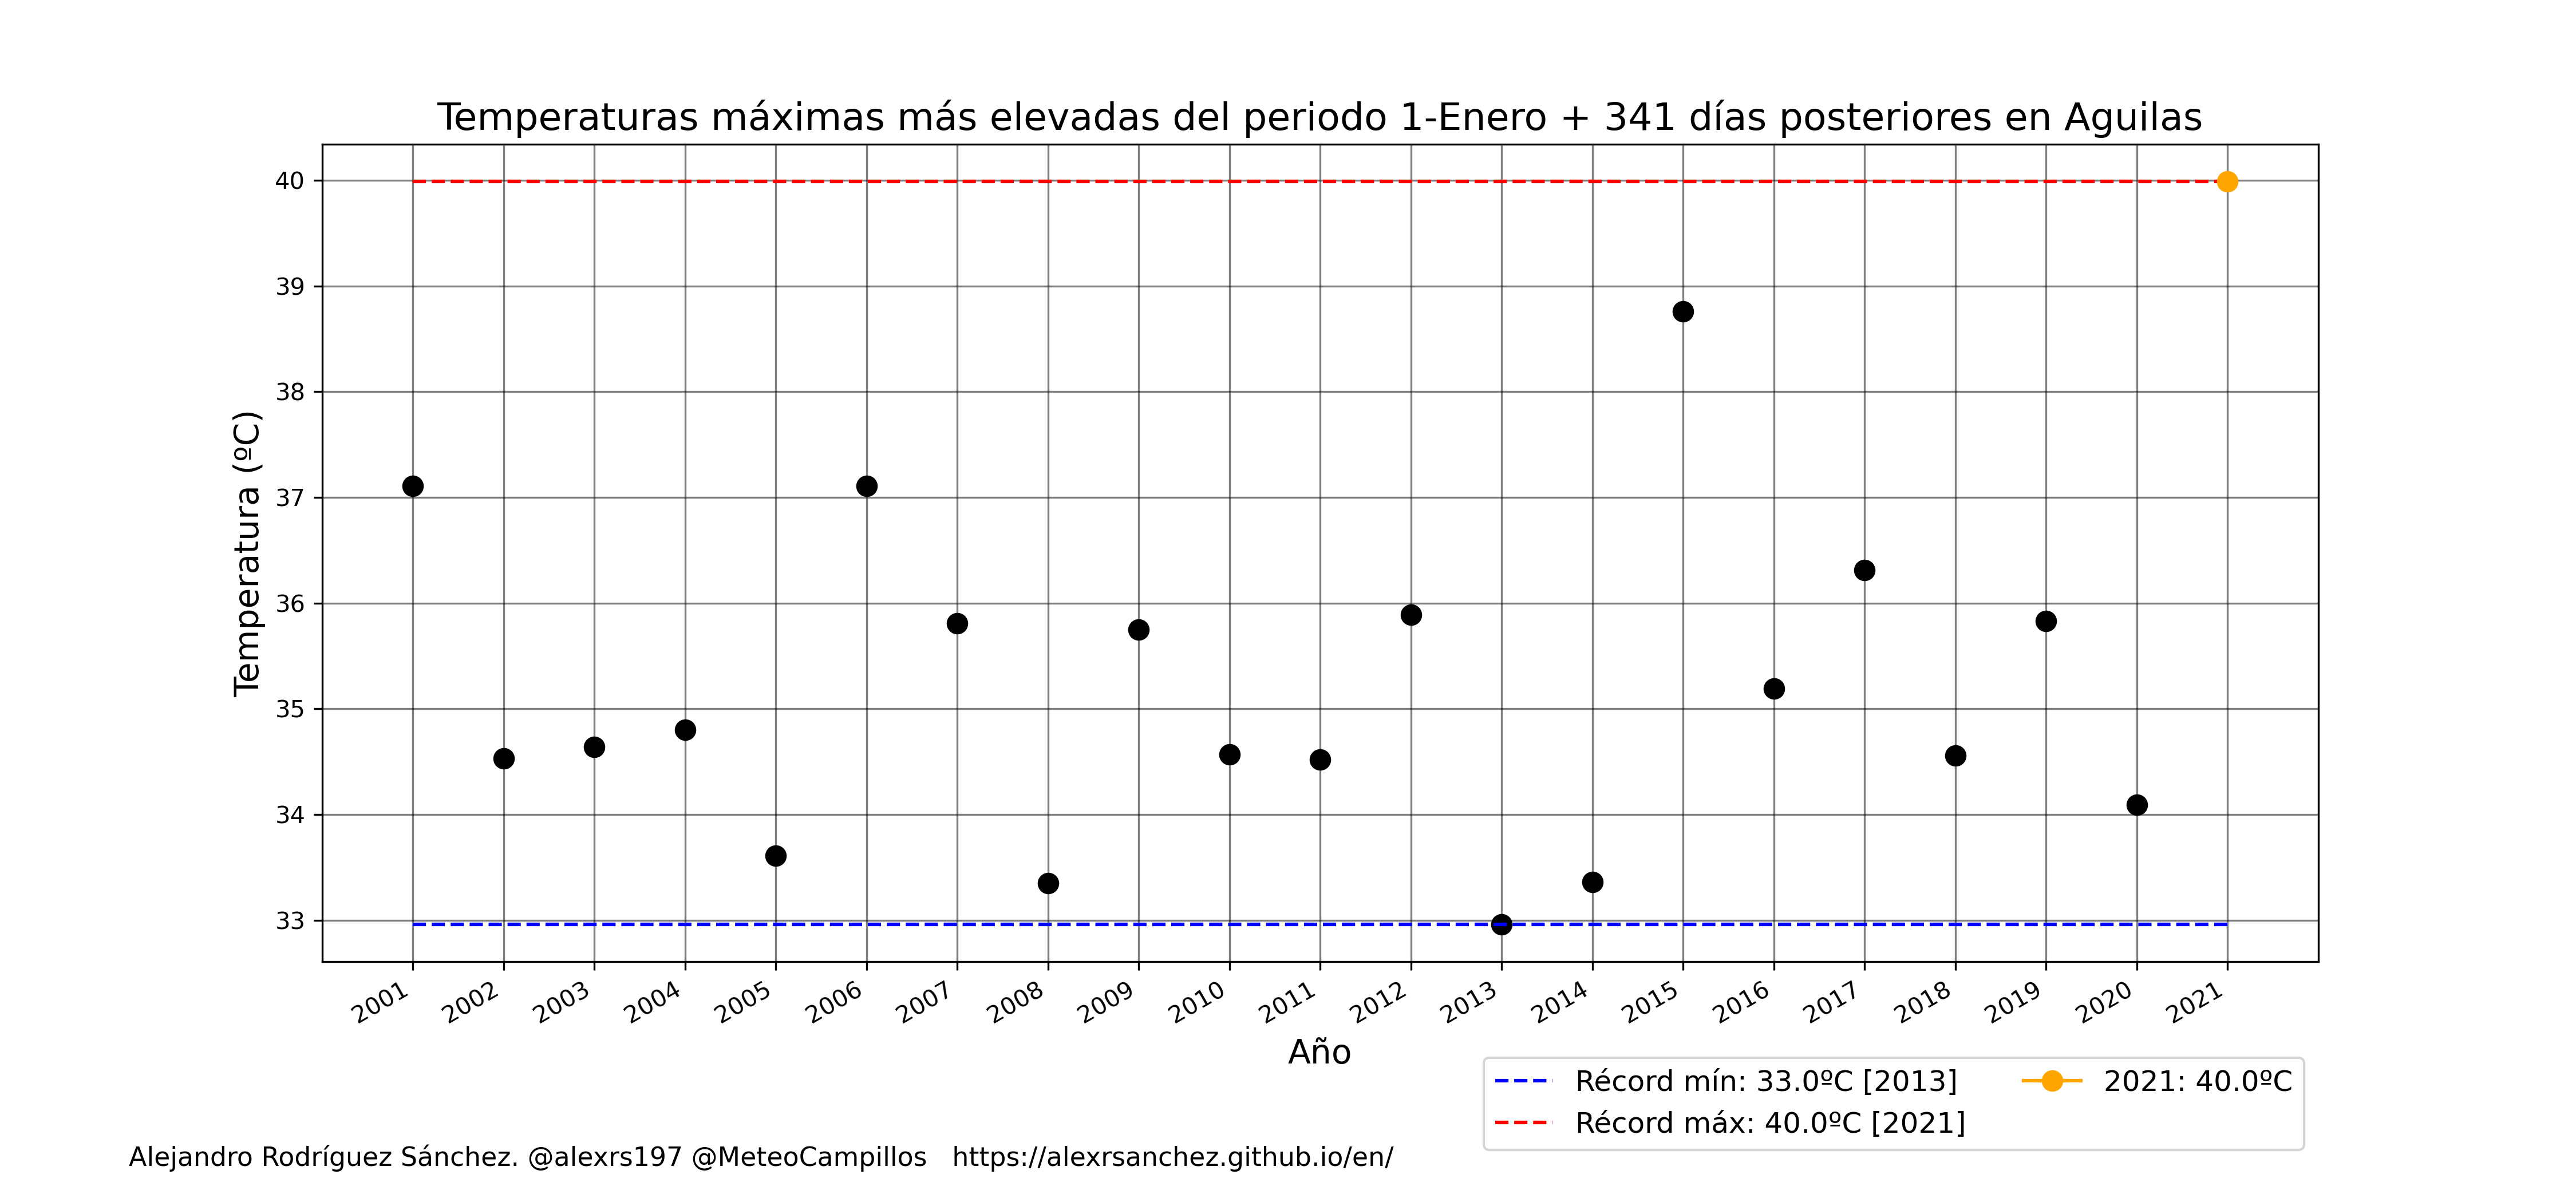 Temperaturas máximas más elevadas del periodo 1-Enero + 341 días posteriores en Aguilas
Temperatura (ºC)
40
39
38
37
36
35
34
33
2001 2002 2003 2004 2005 2006 2007 2008 2009 2010 2011 2012 2013 2014 2015 2016 2017 2018 2019 2020 2021
Año
Récord mín: 33.0ºC [2013]
Récord máx: 40.0ºC [2021]
2021: 40.0ºC
Alejandro Rodríguez Sánchez. @alexrs197 @MeteoCampillos https://alexrsanchez.github.io/en/